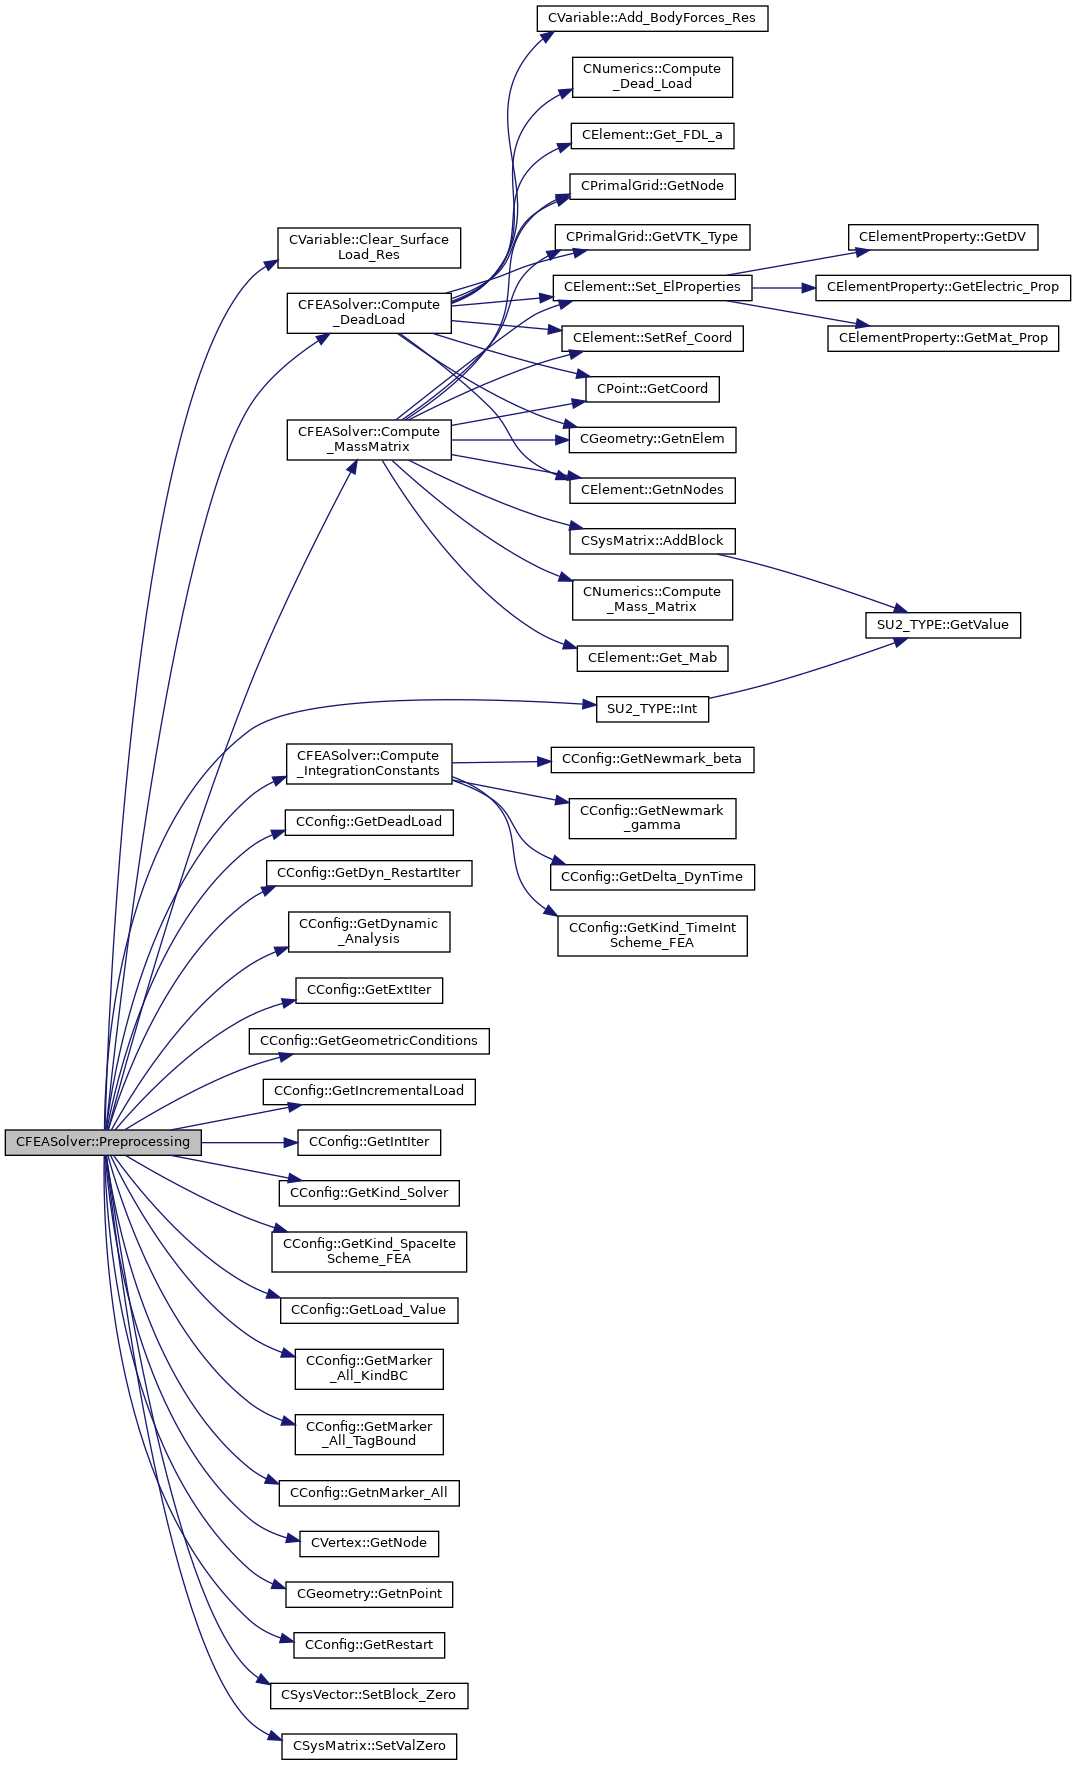 CVariable::Add_BodyForces_Res
CNumerics::Compute
_Dead_Load
CElement::Get_FDL_a
CPrimalGrid::GetNode
CPrimalGrid::GetVTK_Type
CElementProperty::GetDV
CVariable::Clear_Surface
Load_Res
CElement::Set_ElProperties
CElementProperty::GetElectric_Prop
CFEASolver::Compute
_DeadLoad
CElement::SetRef_Coord
CElementProperty::GetMat_Prop
CPoint::GetCoord
CFEASolver::Compute
_MassMatrix
CGeometry::GetnElem
CElement::GetnNodes
CSysMatrix::AddBlock
CNumerics::Compute
_Mass_Matrix
SU2_TYPE::GetValue
CElement::Get_Mab
SU2_TYPE::Int
CFEASolver::Compute
_IntegrationConstants
CConfig::GetNewmark_beta
CConfig::GetNewmark
_gamma
CConfig::GetDeadLoad
CConfig::GetDyn_RestartIter
CConfig::GetDelta_DynTime
CConfig::GetDynamic
_Analysis
CConfig::GetKind_TimeInt
Scheme_FEA
CConfig::GetExtIter
CConfig::GetGeometricConditions
CConfig::GetIncrementalLoad
CFEASolver::Preprocessing
CConfig::GetIntIter
CConfig::GetKind_Solver
CConfig::GetKind_SpaceIte
Scheme_FEA
CConfig::GetLoad_Value
CConfig::GetMarker
_All_KindBC
CConfig::GetMarker
_All_TagBound
CConfig::GetnMarker_All
CVertex::GetNode
CGeometry::GetnPoint
CConfig::GetRestart
CSysVector::SetBlock_Zero
CSysMatrix::SetValZero